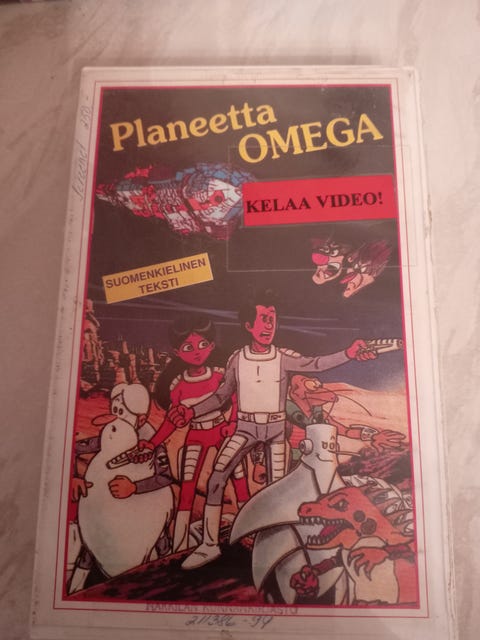 Planeetta
OMEGA
KELAA VIDEO!
SUOMENKIELINEN
TEKSTI